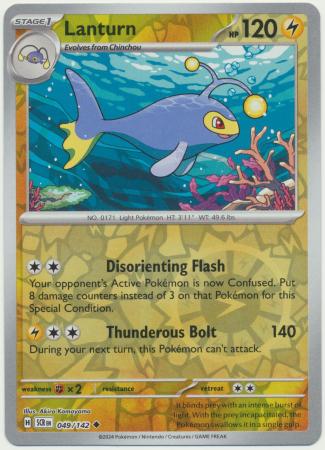 STAGE1
Lanturn
HP 120
Evolves from Chinchou
NO. 0171 Light Pokémon HT: 3'11" WT: 49.6 lbs.
Disorienting Flash
Your opponent's Active Pokémon is now Confused. Put
8 damage counters instead of 3 on that Pokémon for this
Special Condition.
Thunderous Bolt 140
During your next turn, this Pokémon can't attack.
weakness ×2 resistance retreat
Illus. Akira Komayama
H SCR EN 049/142
©2024 Pokémon / Nintendo / Creatures / GAME FREAK
It blinds prey with an intense burst of
light. With the prey incapacitated, the
Pokémon swallows it in a single gulp.